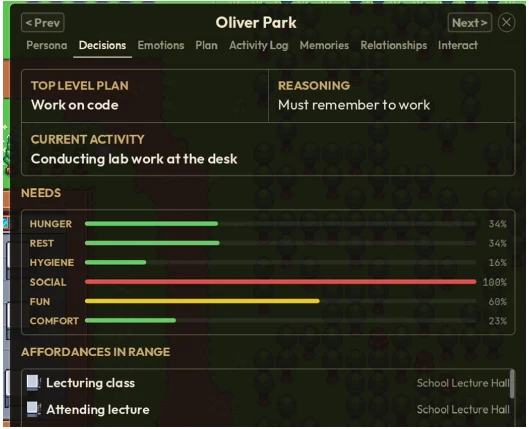 < Prev
Oliver Park
Next >
Persona Decisions Emotions Plan Activity Log Memories Relationships Interact
TOP LEVEL PLAN
Work on code
REASONING
Must remember to work
CURRENT ACTIVITY
Conducting lab work at the desk
NEEDS
HUNGER 34%
REST 34%
HYGIENE 16%
SOCIAL 100%
FUN 60%
COMFORT 23%
AFFORDANCES IN RANGE
Lecturing class School Lecture Hall
Attending lecture School Lecture Hall